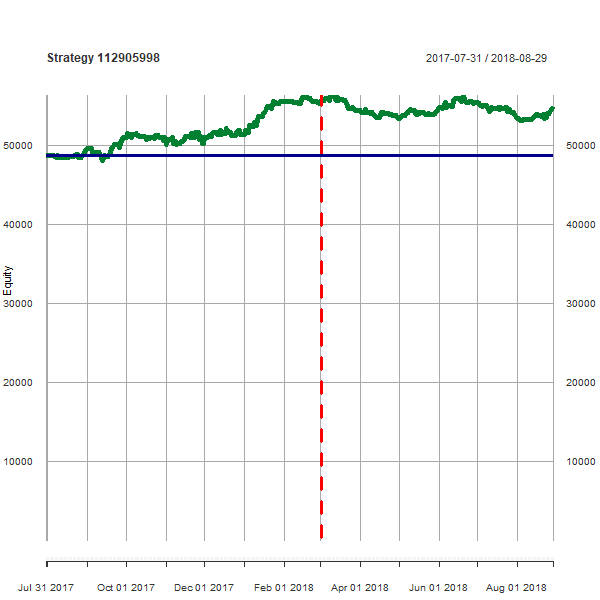 Strategy 112905998
2017-07-31 / 2018-08-29
50000 50000
40000 40000
Equity
30000 30000
20000 20000
10000 10000
Jul 31 2017 Oct 01 2017 Dec 01 2017 Feb 01 2018 Apr 01 2018 Jun 01 2018 Aug 01 2018